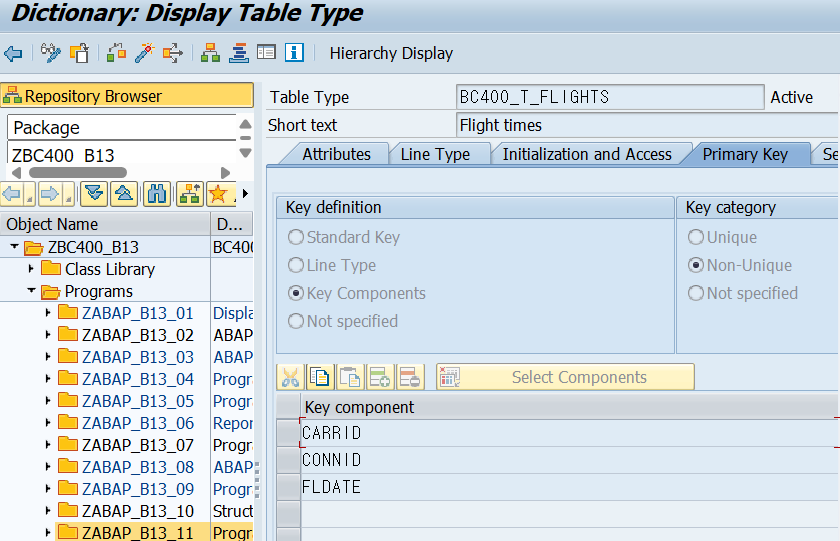 Dictionary: Display Table Type
Hierarchy Display
Repository Browser
Package
ZBC400_B13
Object Name D...
ZBC400_B13 BC400
Class Library
Programs
ZABAP_B13_01 Displa
ZABAP_B13_02 ABAP
ZABAP_B13_03 ABAP
ZABAP_B13_04 Progr
ZABAP_B13_05 Progr
ZABAP_B13_06 Repor
ZABAP_B13_07 Progr
ZABAP_B13_08 ABAP
ZABAP_B13_09 Progr
ZABAP_B13_10 Struct
ZABAP_B13_11 Progr
Table Type BC400_T_FLIGHTS Active
Short text Flight times
Attributes Line Type Initialization and Access Primary Key Se
Key definition
Standard Key
Line Type
Key Components
Not specified
Key category
Unique
Non-Unique
Not specified
Select Components
Key component
CARRID
CONNID
FLDATE